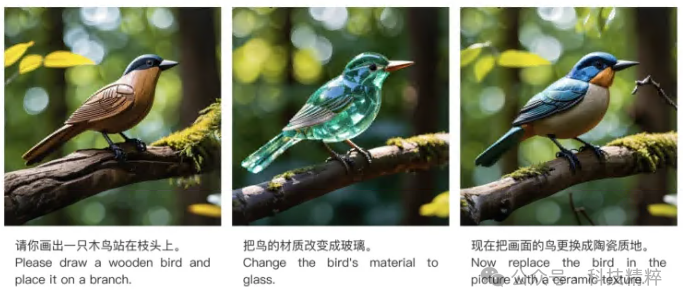 请你画出一只木鸟站在枝头上。
Please draw a wooden bird and
place it on a branch.
把鸟的材质改变成玻璃。
Change the bird's material to
glass.
现在把画面的鸟更换成陶瓷质地。
Now replace the bird in the
picture with a ceramic texture.
公众号 · 科技精粹